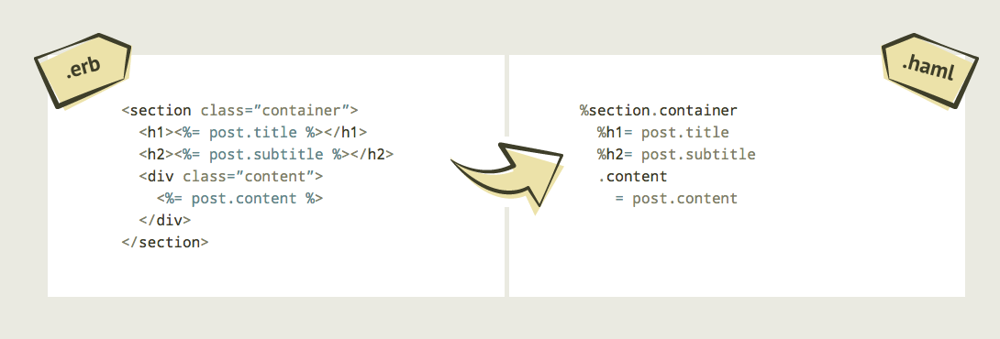 .erb
<section class=”container”>
<h1><%= post.title %></h1>
<h2><%= post.subtitle %></h2>
<div class=”content”>
<%= post.content %>
</div>
</section>
.haml
%section.container
%h1= post.title
%h2= post.subtitle
.content
= post.content